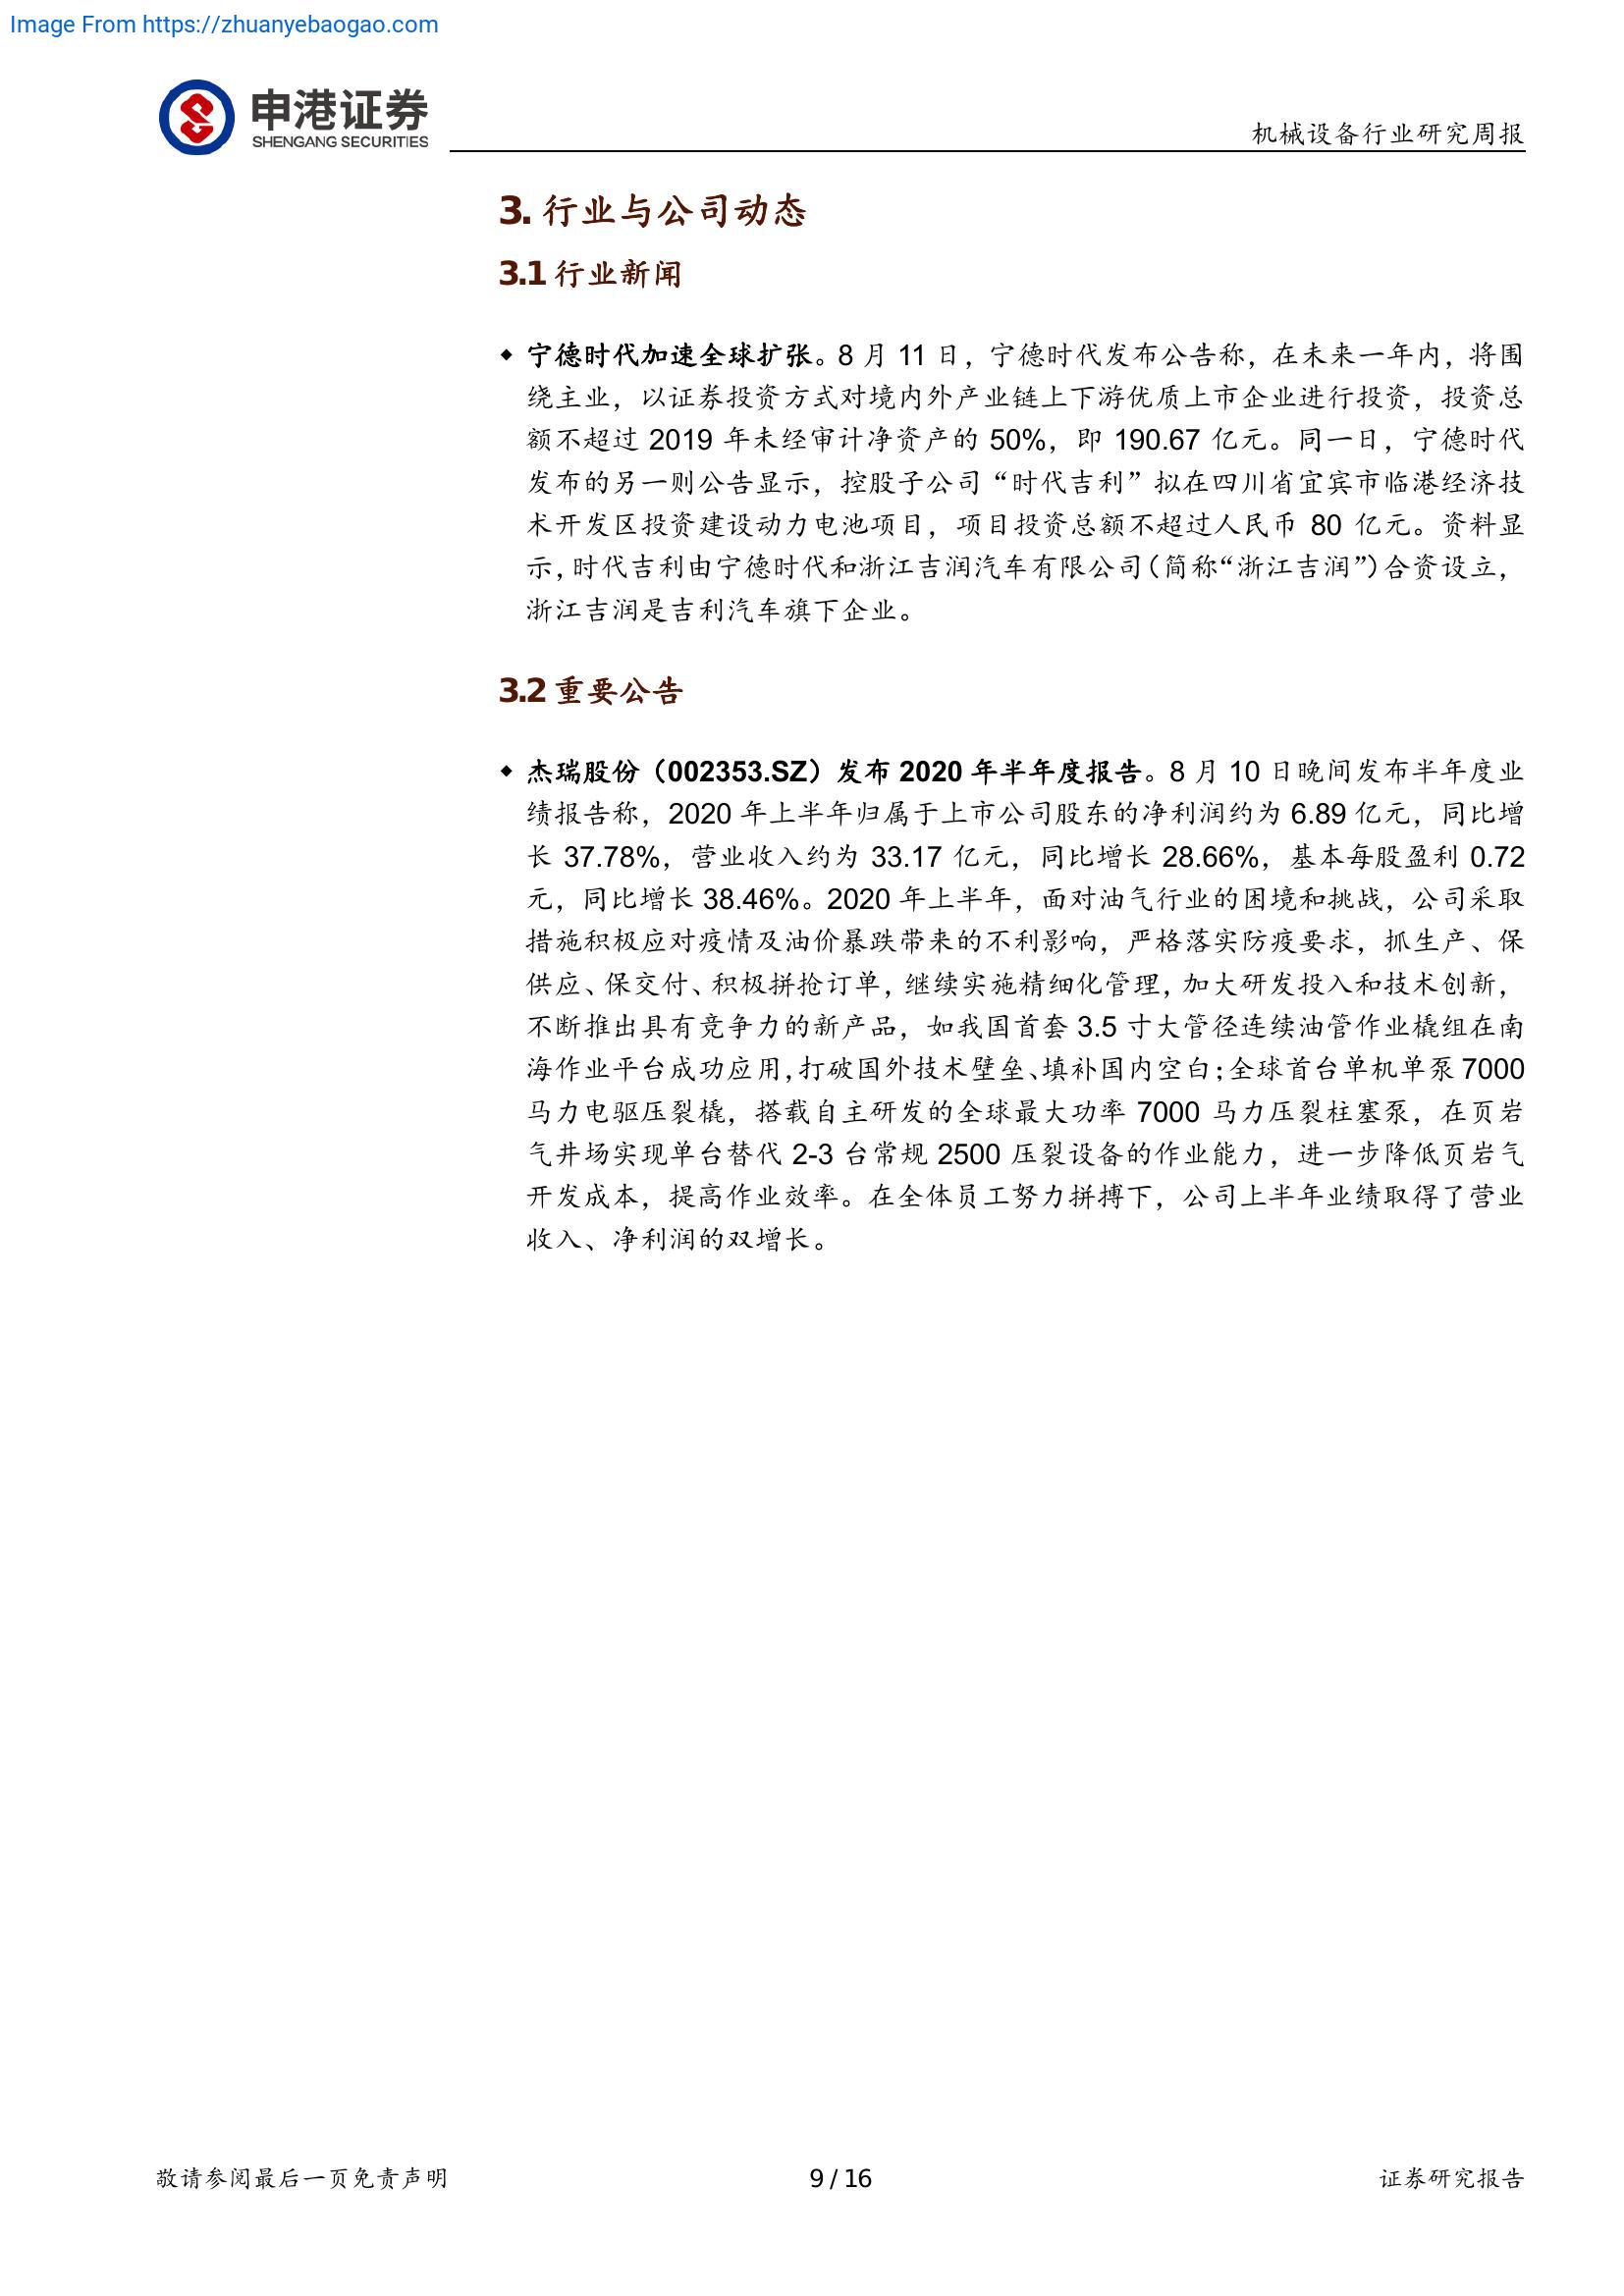 Image From https://zhuanyebaogao.com
申港证券
SHENGANG SECURITIES
机械设备行业研究周报
3. 行业与公司动态
3.1 行业新闻
◆ 宁德时代加速全球扩张。8 月 11 日，宁德时代发布公告称，在未来一年内，将围
绕主业，以证券投资方式对境内外产业链上下游优质上市企业进行投资，投资总
额不超过 2019 年未经审计净资产的 50%，即 190.67 亿元。同一日，宁德时代
发布的另一则公告显示，控股子公司“时代吉利”拟在四川省宜宾市临港经济技
术开发区投资建设动力电池项目，项目投资总额不超过人民币 80 亿元。资料显
示，时代吉利由宁德时代和浙江吉润汽车有限公司（简称“浙江吉润”）合资设立，
浙江吉润是吉利汽车旗下企业。
3.2 重要公告
◆ 杰瑞股份（002353.SZ）发布 2020 年半年度报告。8 月 10 日晚间发布半年度业
绩报告称，2020 年上半年归属于上市公司股东的净利润约为 6.89 亿元，同比增
长 37.78%，营业收入约为 33.17 亿元，同比增长 28.66%，基本每股盈利 0.72
元，同比增长 38.46%。2020 年上半年，面对油气行业的困境和挑战，公司采取
措施积极应对疫情及油价暴跌带来的不利影响，严格落实防疫要求，抓生产、保
供应、保交付、积极拼抢订单，继续实施精细化管理，加大研发投入和技术创新，
不断推出具有竞争力的新产品，如我国首套 3.5 寸大管径连续油管作业橇组在南
海作业平台成功应用，打破国外技术壁垒、填补国内空白；全球首台单机单泵 7000
马力电驱压裂橇，搭载自主研发的全球最大功率 7000 马力压裂柱塞泵，在页岩
气井场实现单台替代 2-3 台常规 2500 压裂设备的作业能力，进一步降低页岩气
开发成本，提高作业效率。在全体员工努力拼搏下，公司上半年业绩取得了营业
收入、净利润的双增长。
敬请参阅最后一页免责声明
9 / 16
证券研究报告